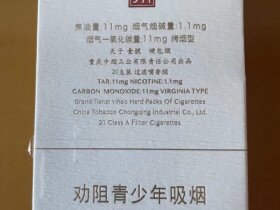 焦油量：11mg 烟气烟碱量：1.1mg
烟气一氧化碳量：11mg 烤烟型
天子 壹號 硬包烟
重庆中烟工业有限责任公司出品
20支装 过滤嘴香烟
TAR:11mg NICOTINE:1.1mg
CARBON MONOXIDE:11mg VIRGINIA TYPE
Brand:Tianzi Yihao Herd Packs Of Cigarettes
China Tobacco Chongqing Industrial Co., Ltd.
20 Class A Filter Cigarettes
劝阻青少年吸烟